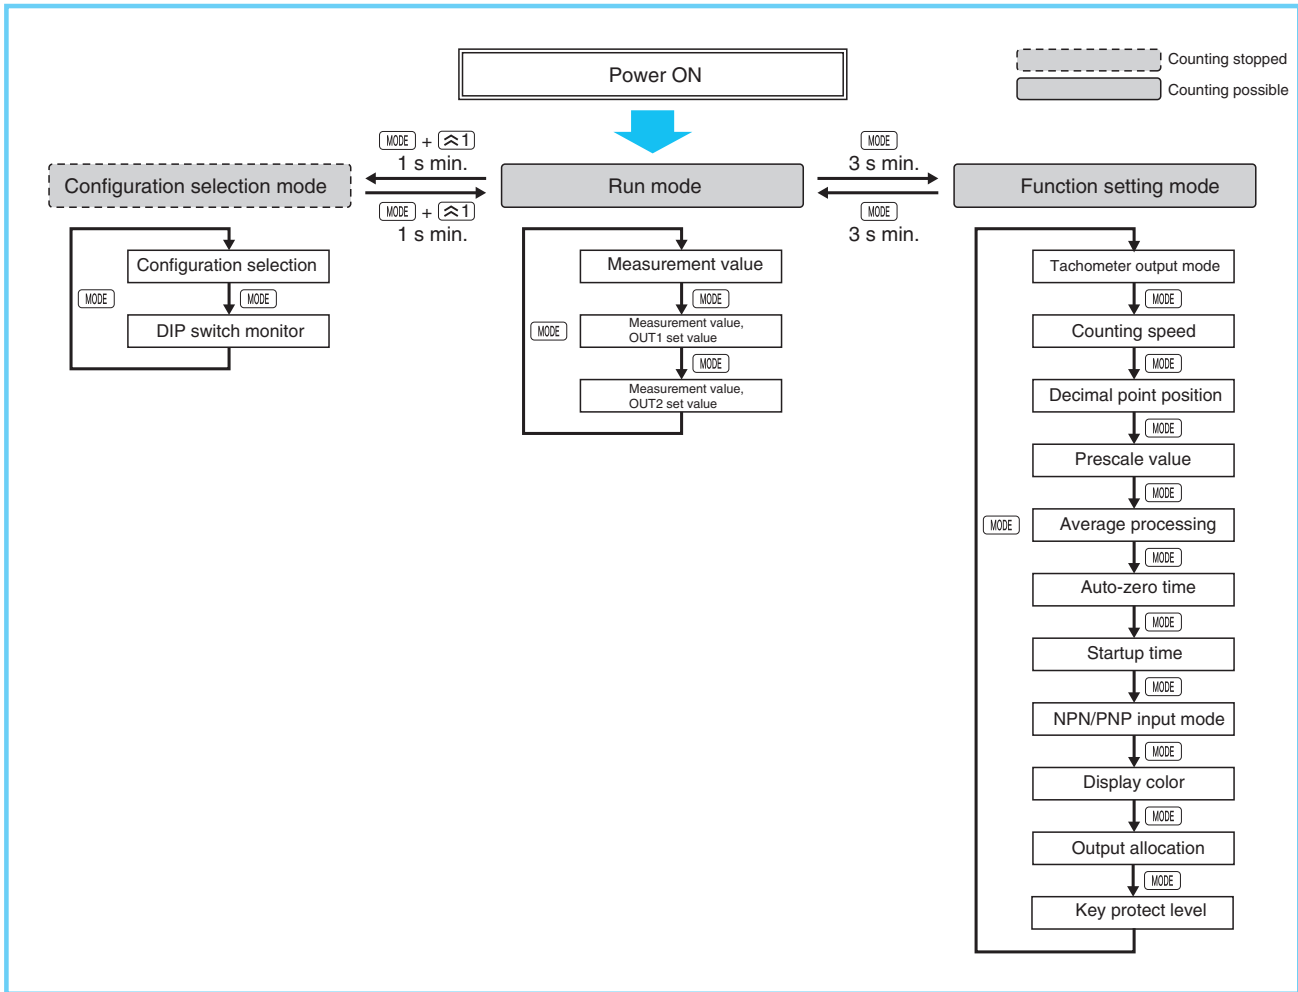 Power ON
Counting stopped
Counting possible
MODE + ︽1
1 s min.
MODE
3 s min.
Configuration selection mode
Run mode
Function setting mode
MODE + ︽1
1 s min.
MODE
3 s min.
Configuration selection
MODE
MODE
DIP switch monitor
Measurement value
MODE
MODE
Measurement value,
OUT1 set value
MODE
Measurement value,
OUT2 set value
Tachometer output mode
MODE
Counting speed
MODE
Decimal point position
MODE
Prescale value
MODE
MODE
Average processing
MODE
Auto-zero time
MODE
Startup time
MODE
NPN/PNP input mode
MODE
Display color
MODE
Output allocation
MODE
Key protect level